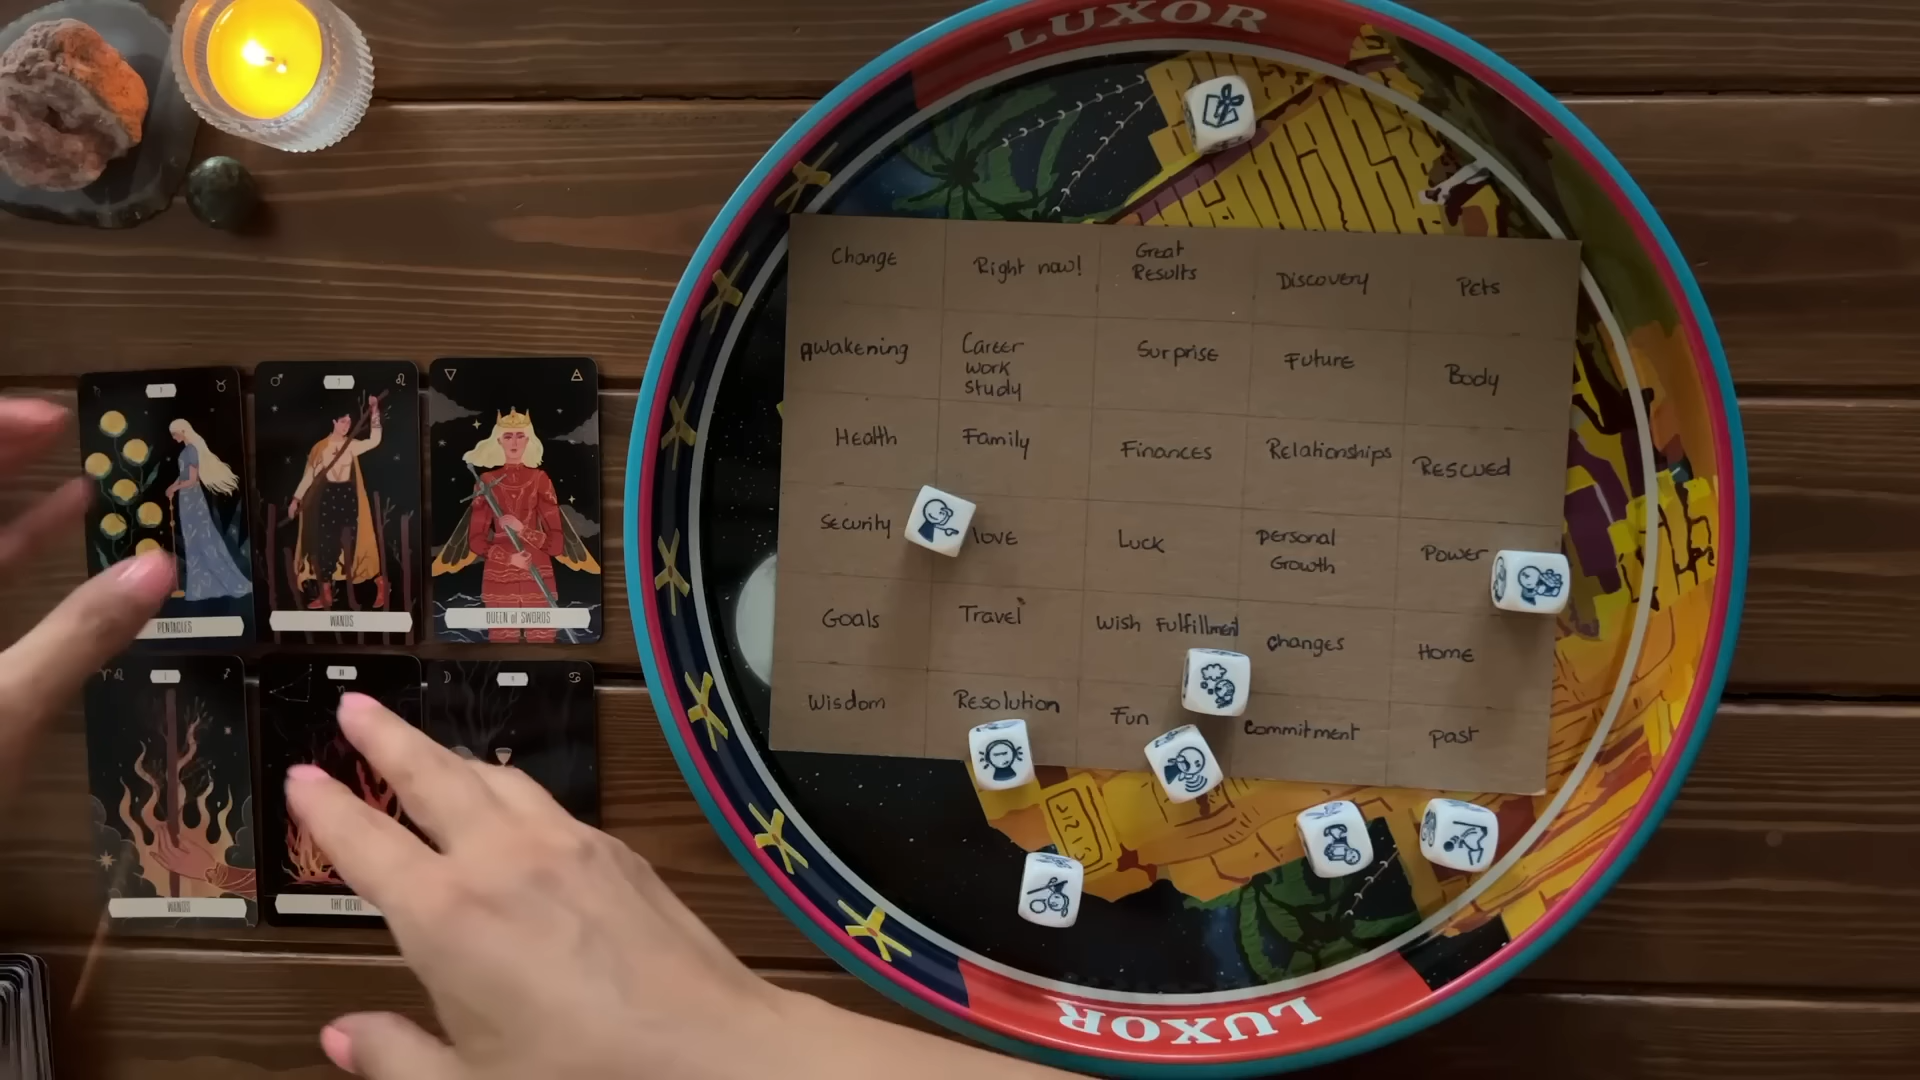 LUXOR
Change
Right now!
Great
Results
Discovery
Pets
Awakening
Career
work
study
Surprise
Future
Body
Health
Family
Finances
Relationships
RESCUED
Security
love
Luck
Personal
Growth
Power
Goals
Travel
Wish Fulfillment
Changes
Home
Wisdom
Resolution
Fun
Commitment
Past
LUXOR
PENTACLES
WANDS
QUEEN of SWORDS
WANDS
THE DEVIL